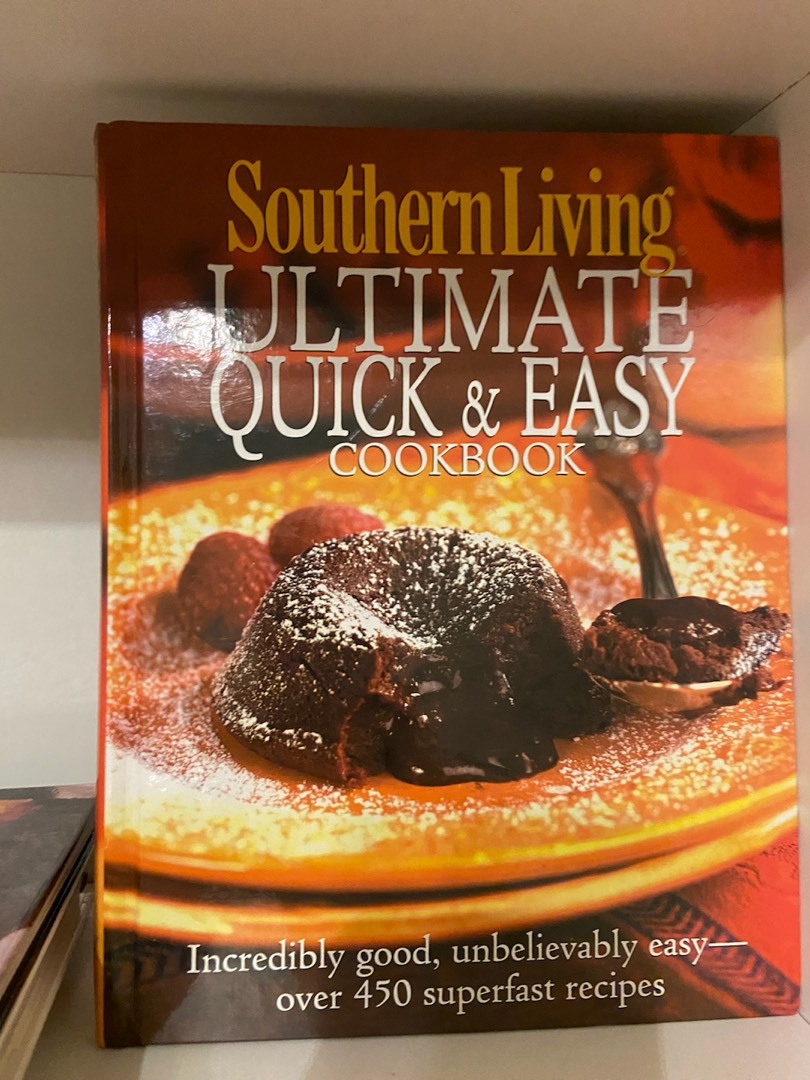 Southern Living
ULTIMATE
QUICK & EASY
COOKBOOK
Incredibly good, unbelievably easy—
over 450 superfast recipes